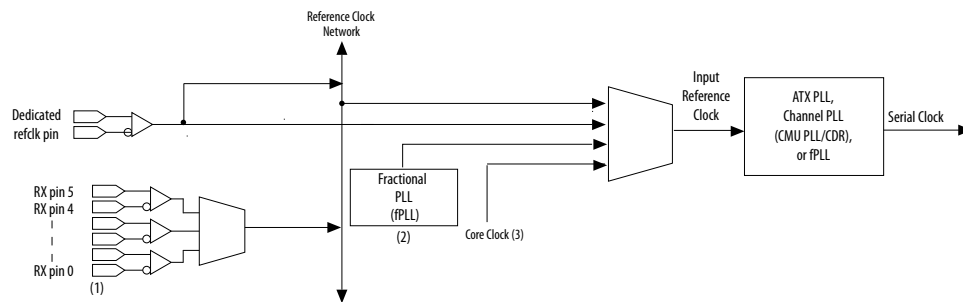 Reference Clock
Network
Dedicated
refclk pin
Input
Reference
Clock
ATX PLL,
Channel PLL
(CMU PLL/CDR),
or fPLL
Serial Clock
Fractional
PLL
(fPLL)
(2)
Core Clock (3)
RX pin 5
RX pin 4
RX pin 0
(1)